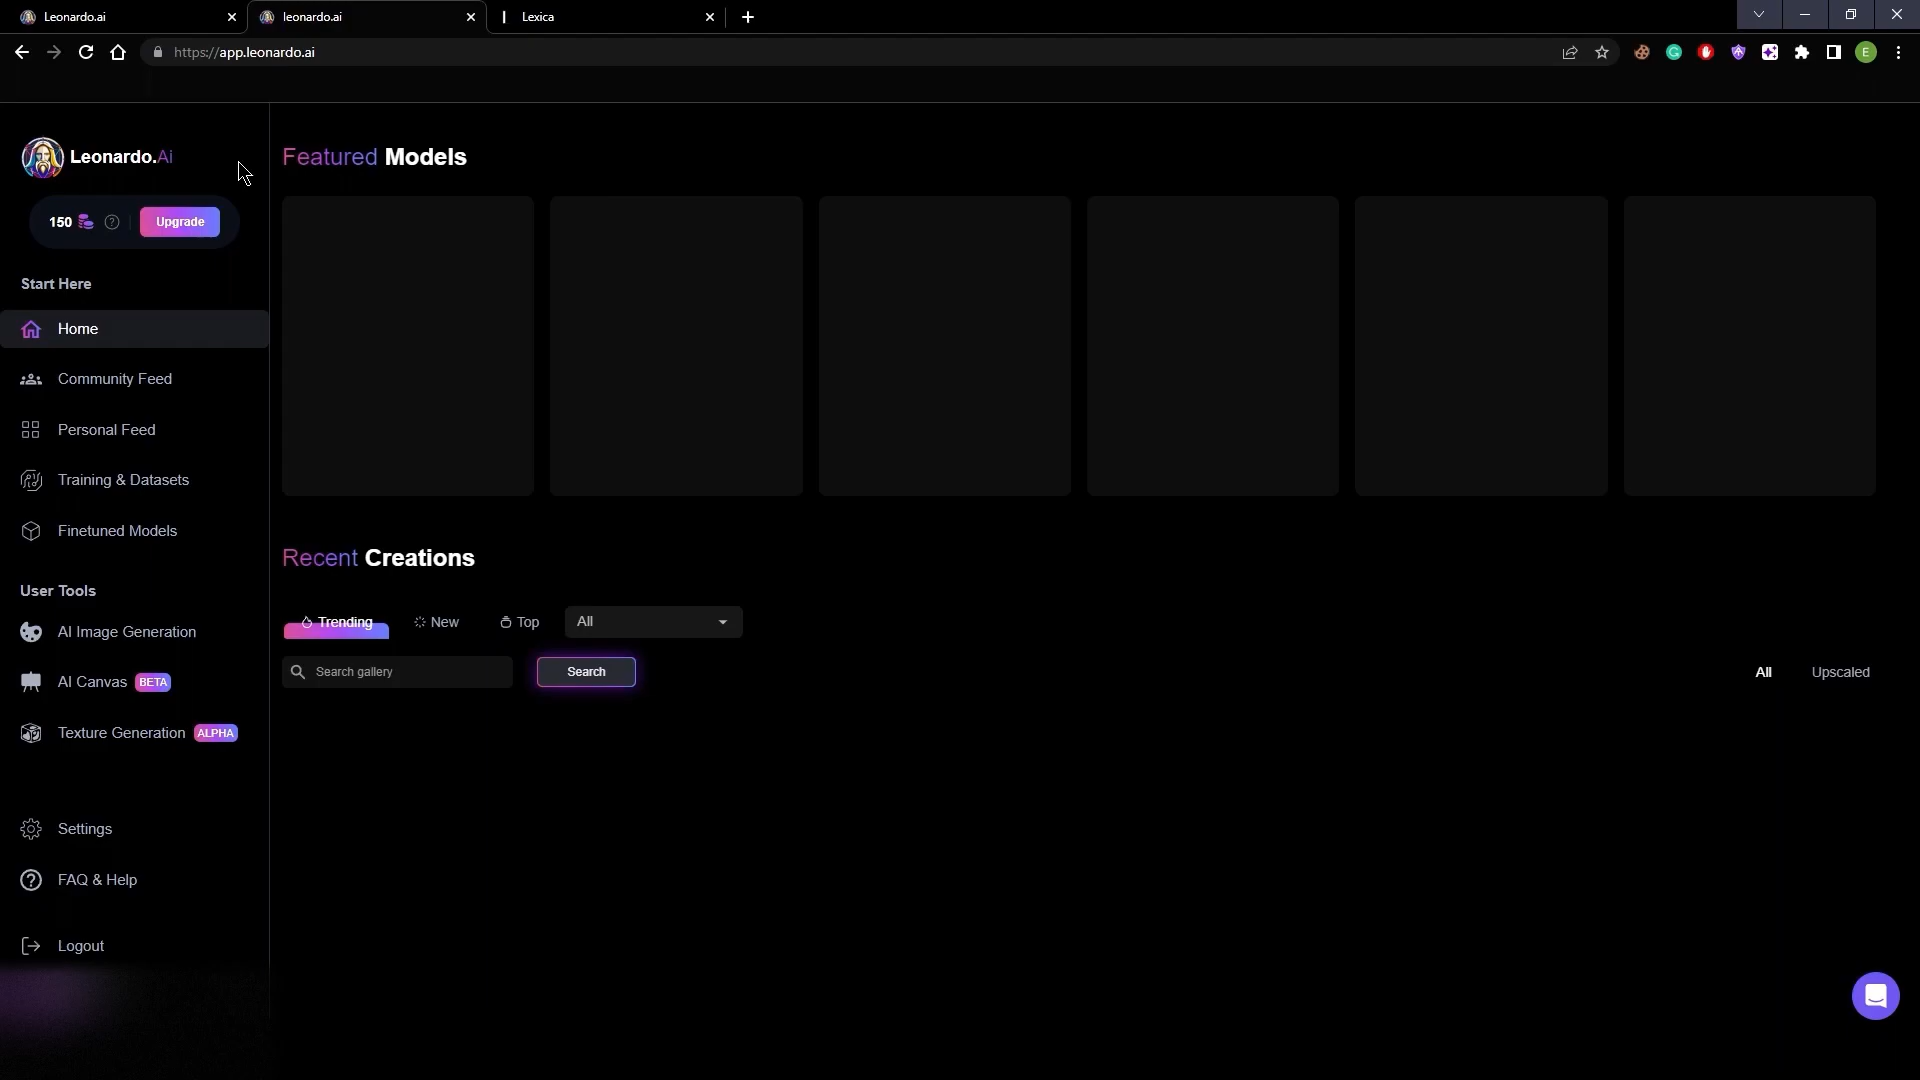 Leonardo.ai
leonardo.ai
Lexica
https://app.leonardo.ai
E
Leonardo.Ai
150
Upgrade
Start Here
Home
Community Feed
Personal Feed
Training & Datasets
Finetuned Models
User Tools
AI Image Generation
AI Canvas BETA
Texture Generation ALPHA
Settings
FAQ & Help
Logout
Featured Models
Recent Creations
Trending New Top All
Search gallery Search All Upscaled